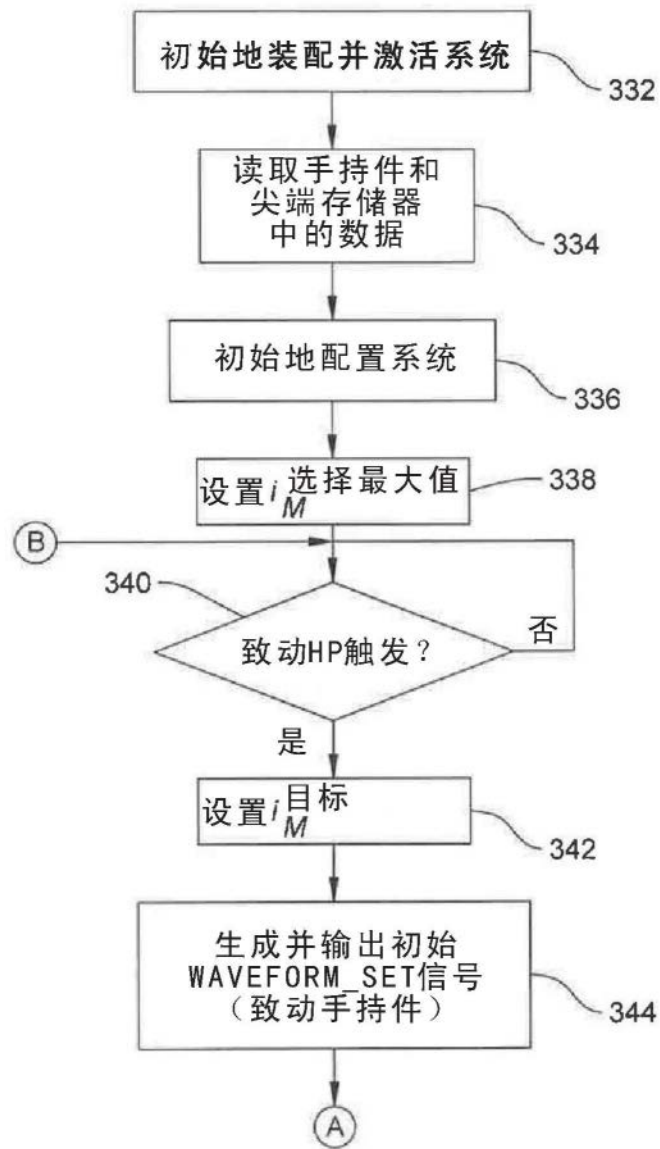 初始地装配并激活系统
332
读取手持件和
尖端存储器
中的数据
334
初始地配置系统
336
设置i_M^选择最大值
338
B
340
致动HP触发？
否
是
设置i_M^目标
342
生成并输出初始
WAVEFORM_SET信号
（致动手持件）
344
A